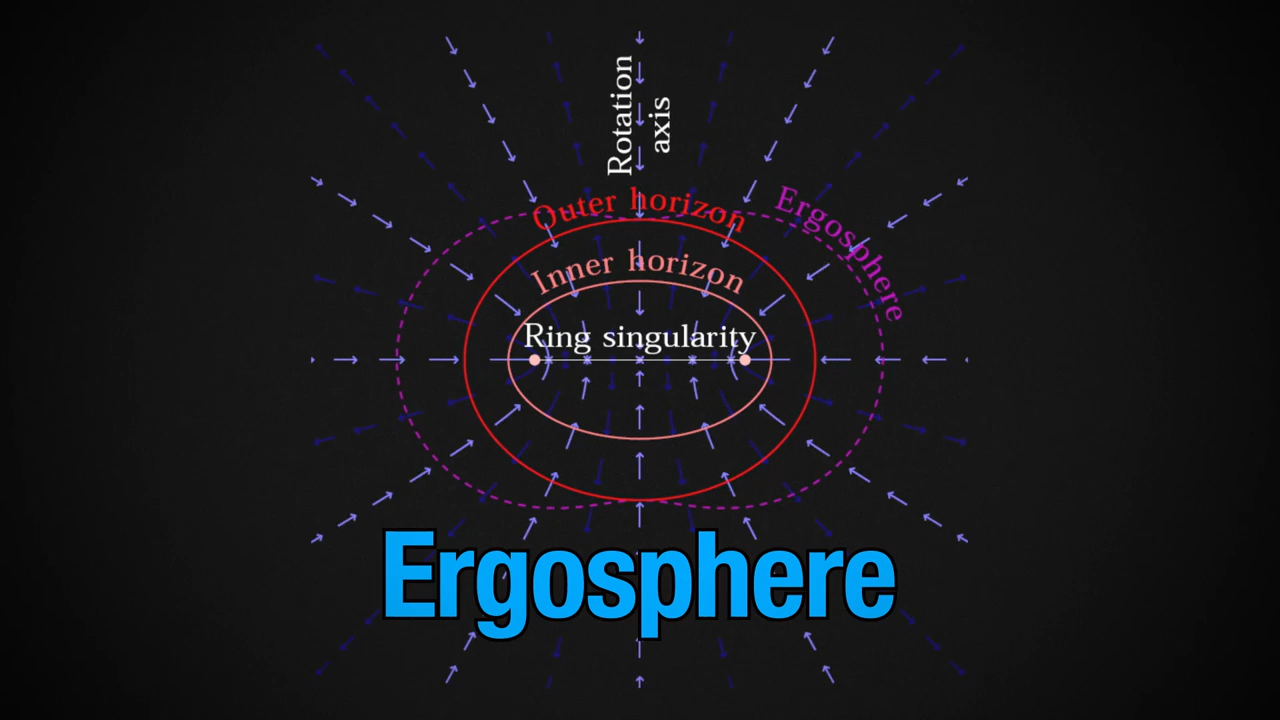 Rotation
axis
Outer horizon
Ergosphere
Inner horizon
Ring singularity
Ergosphere